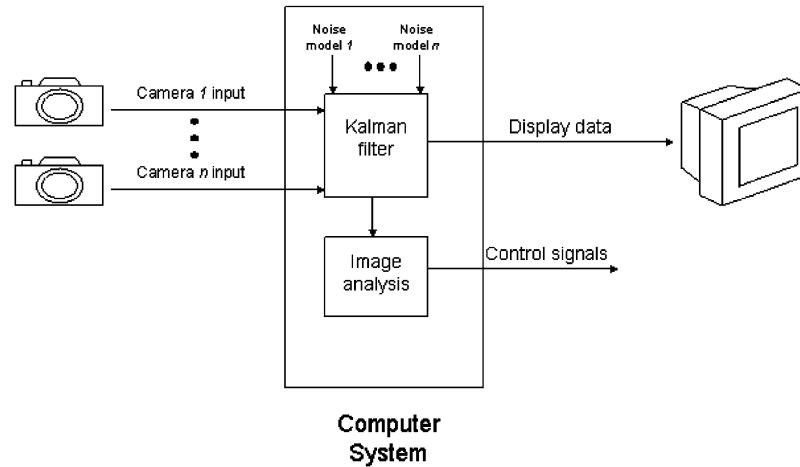 Noise
model 1
Noise
model n
Camera 1 input
Camera n input
Kalman
filter
Display data
Image
analysis
Control signals
Computer
System